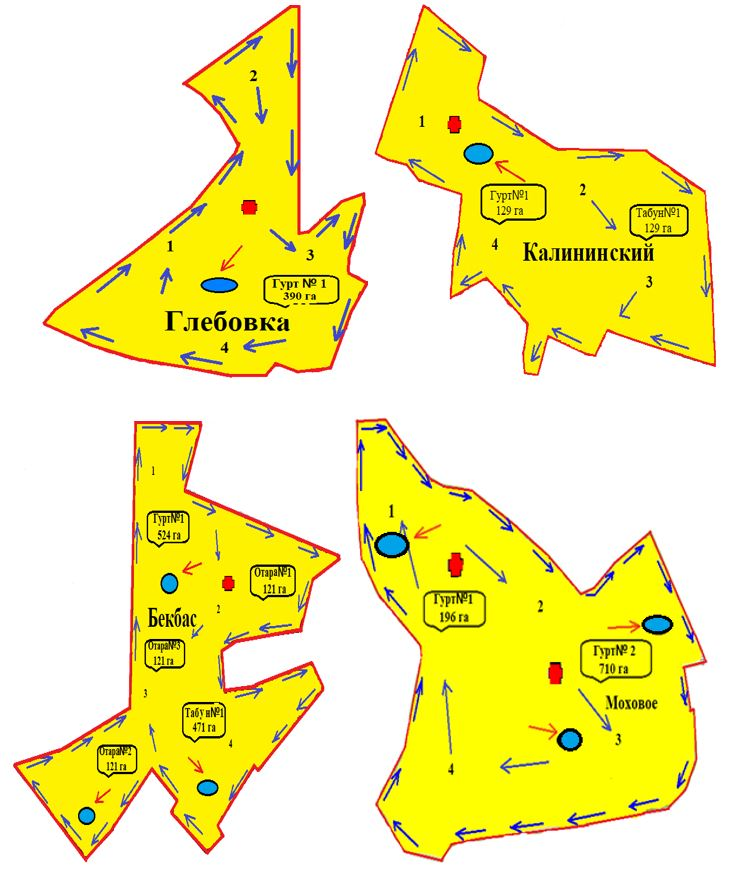 2
1
3
Гурт № 1
390 га
Глебовка
4
1
2
Гурт№1
129 га
Табун№1
129 га
4
Калининский
3
1
Гурт№1
524 га
Отара№1
121 га
2
Бекбас
Отара№3
121 га
3
Табун№1
471 га
4
Отара№2
121 га
1
Гурт№1
196 га
2
Гурт№ 2
710 га
Моховое
3
4